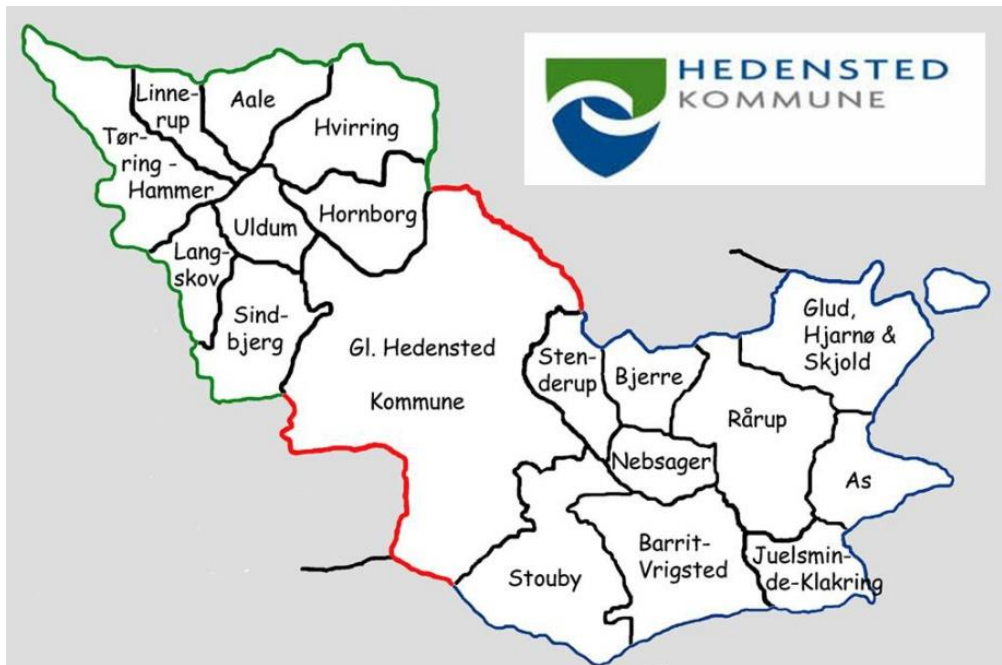 HEDENSTED
KOMMUNE
Linne-
rup
Aale
Hvirring
Tør-
ring -
Hammer
Uldum
Hornborg
Lang-
skov
Sind-
bjerg
Gl. Hedensted
Kommune
Sten-
derup
Bjerre
Glud,
Hjarnø &
Skjold
Rårup
Nebsager
As
Stouby
Barrit-
Vrigsted
Juelsmin-
de-Klakring